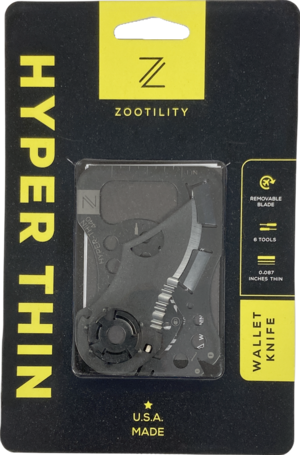 Z
ZOOTILITY
HYPER THIN
REMOVABLE
BLADE
6 TOOLS
0.087
INCHES THIN
WALLET
KNIFE
U.S.A.
MADE